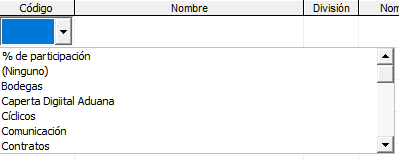 Código Nombre División Nom
% de participación
(Ninguno)
Bodegas
Caperta Digiital Aduana
Cíclicos
Comunicación
Contratos